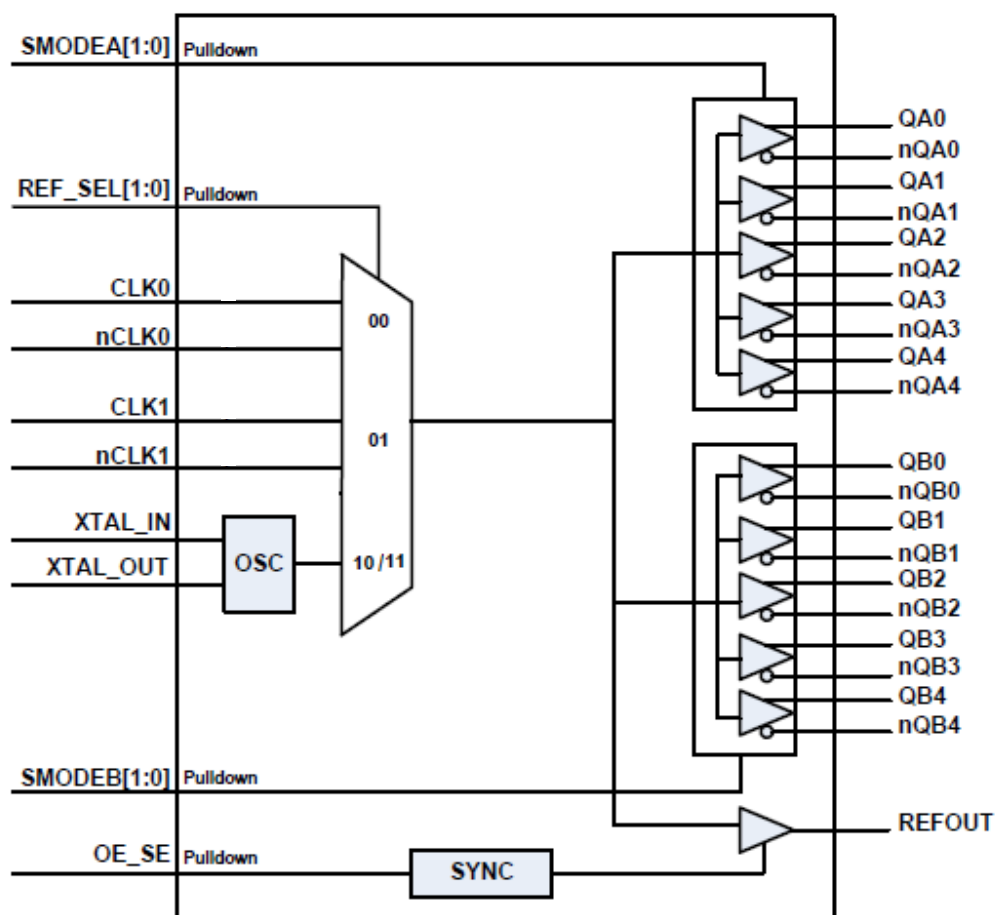 SMODEA[1:0] Pulldown
REF_SEL[1:0] Pulldown
CLK0
nCLK0
CLK1
nCLK1
XTAL_IN
XTAL_OUT
OSC
00
01
10/11
SMODEB[1:0] Pulldown
OE_SE Pulldown
SYNC
QA0
nQA0
QA1
nQA1
QA2
nQA2
QA3
nQA3
QA4
nQA4
QB0
nQB0
QB1
nQB1
QB2
nQB2
QB3
nQB3
QB4
nQB4
REFOUT